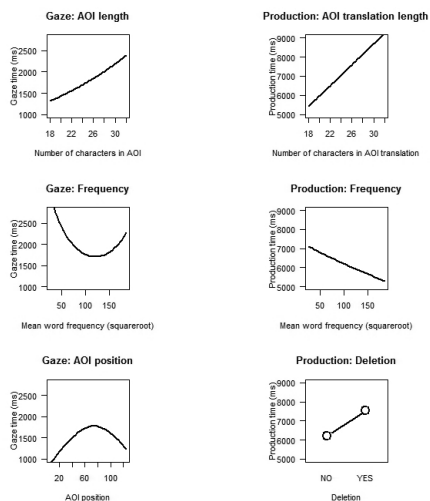 Gaze: AOI length
Gaze time (ms)
2500
2000
1500
1000
18 22 26 30
Number of characters in AOI
Production: AOI translation length
Production time (ms)
9000
8000
7000
6000
5000
18 22 26 30
Number of characters in AOI translation
Gaze: Frequency
Gaze time (ms)
2500
2000
1500
1000
50 100 150
Mean word frequency (squareroot)
Production: Frequency
Production time (ms)
9000
8000
7000
6000
5000
50 100 150
Mean word frequency (squareroot)
Gaze: AOI position
Gaze time (ms)
2500
2000
1500
1000
20 60 100
AOI position
Production: Deletion
Production time (ms)
9000
8000
7000
6000
5000
NO YES
Deletion